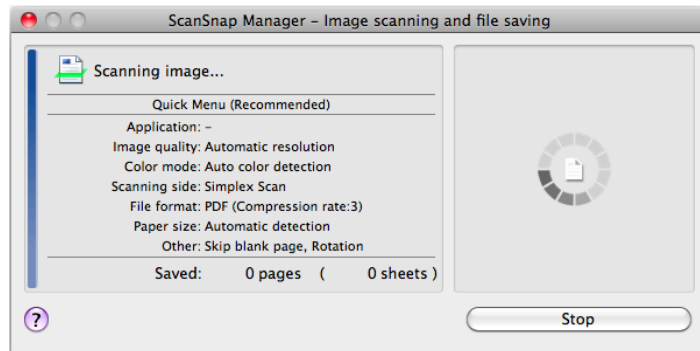 ScanSnap Manager – Image scanning and file saving
Scanning image...
Quick Menu (Recommended)
Application: –
Image quality: Automatic resolution
Color mode: Auto color detection
Scanning side: Simplex Scan
File format: PDF (Compression rate:3)
Paper size: Automatic detection
Other: Skip blank page, Rotation
Saved: 0 pages ( 0 sheets )
?
Stop